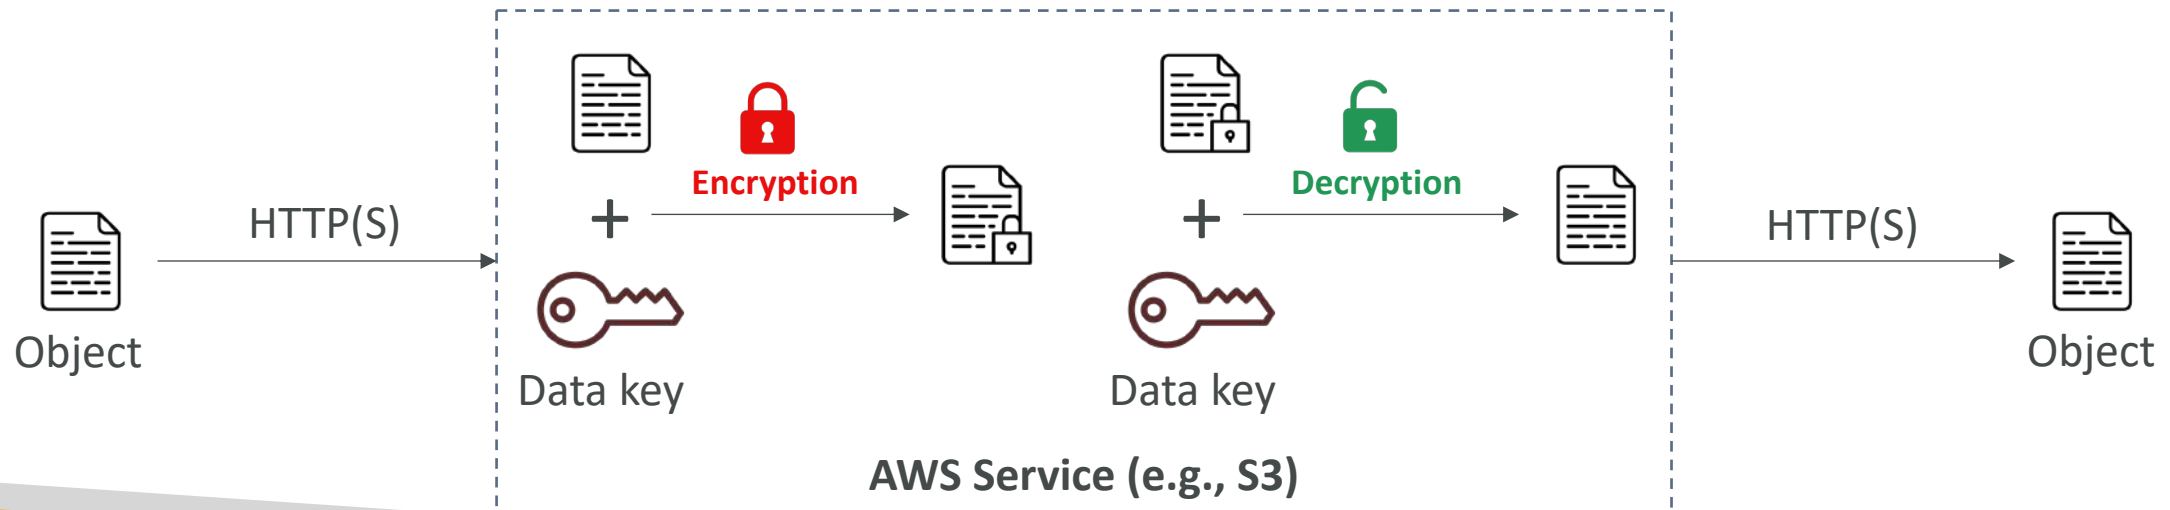 Object
HTTP(S)
Encryption
+
Data key
Decryption
+
Data key
AWS Service (e.g., S3)
HTTP(S)
Object